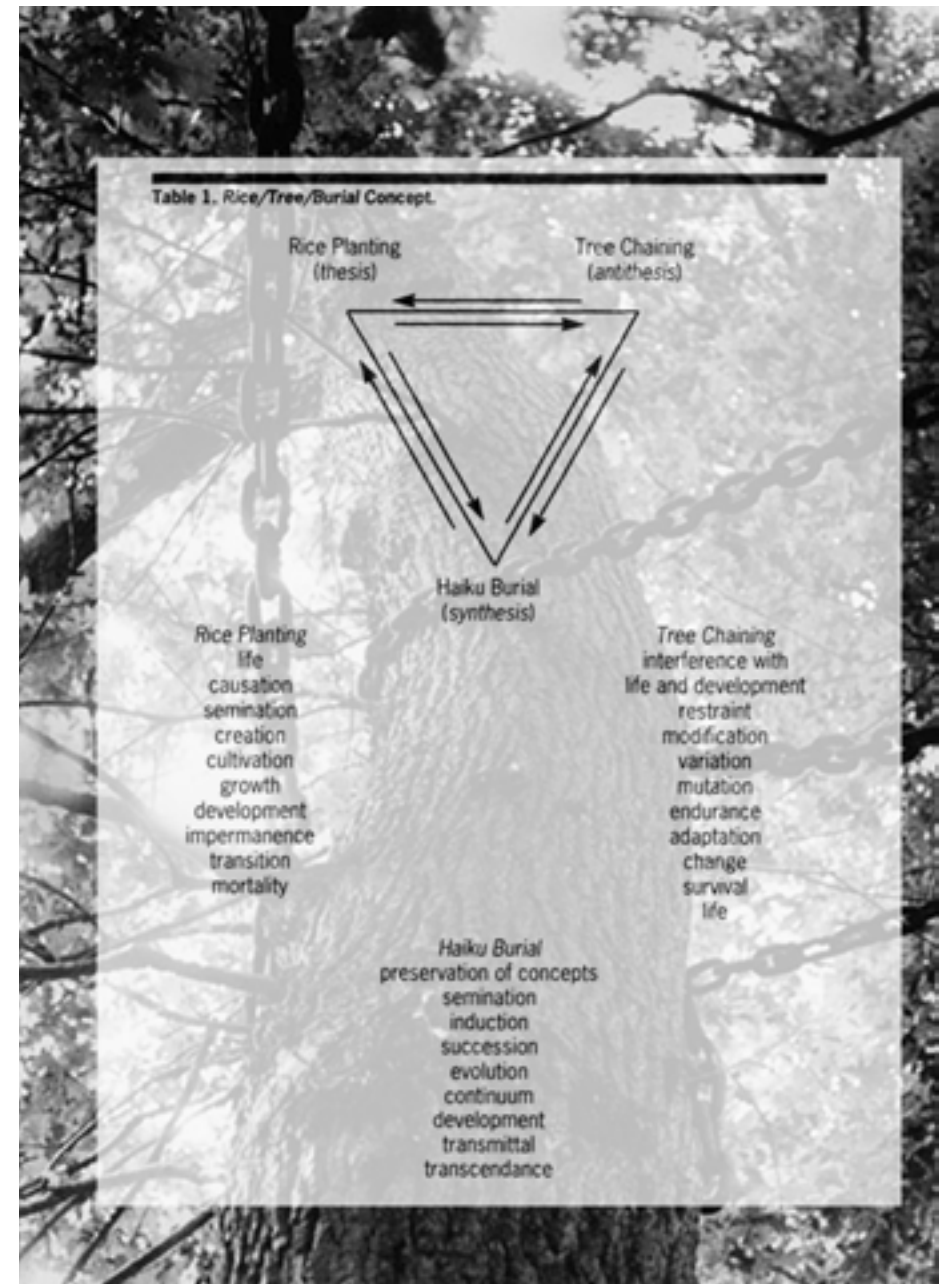 Table 1. Rice/Tree/Burial Concept.
Rice Planting
(thesis)
Tree Chaining
(antithesis)
Haiku Burial
(synthesis)
Rice Planting
life
causation
semination
creation
cultivation
growth
development
impermanence
transition
mortality
Tree Chaining
interference with
life and development
restraint
modification
variation
mutation
endurance
adaptation
change
survival
life
Haiku Burial
preservation of concepts
semination
induction
succession
evolution
continuum
development
transmittal
transcendance